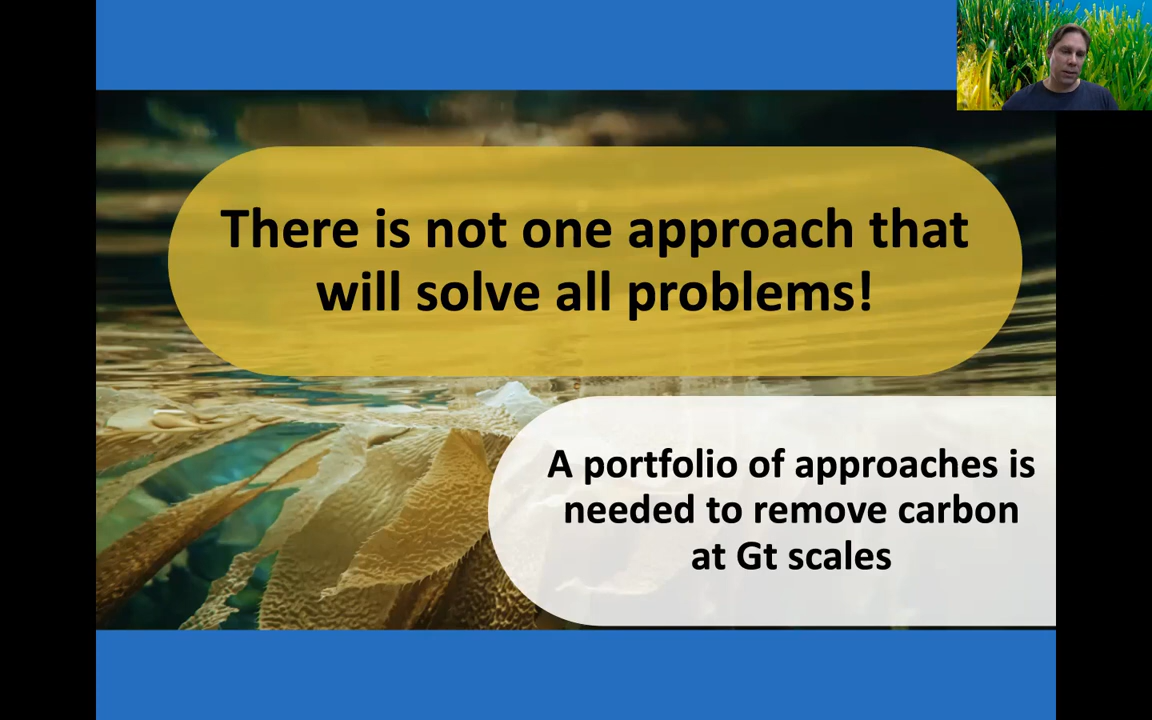 There is not one approach that
will solve all problems!
A portfolio of approaches is
needed to remove carbon
at Gt scales